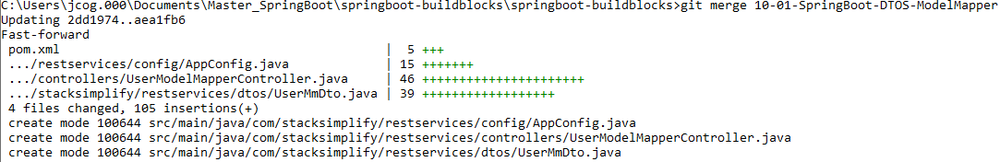 C:\Users\jcog.000\Documents\Master_SpringBoot\springboot-buildblocks\springboot-buildblocks>git merge 10-01-SpringBoot-DTOS-ModelMapper
Updating 2dd1974..aea1fb6
Fast-forward
 pom.xml                                            |  5 +++
 .../restservices/config/AppConfig.java             | 15 +++++++
 .../controllers/UserModelMapperController.java     | 46 ++++++++++++++++++++++
 .../stacksimplify/restservices/dtos/UserMmDto.java | 39 ++++++++++++++++++
 4 files changed, 105 insertions(+)
 create mode 100644 src/main/java/com/stacksimplify/restservices/config/AppConfig.java
 create mode 100644 src/main/java/com/stacksimplify/restservices/controllers/UserModelMapperController.java
 create mode 100644 src/main/java/com/stacksimplify/restservices/dtos/UserMmDto.java